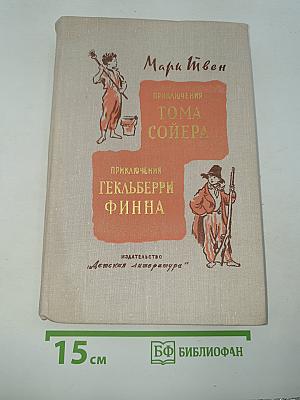 Марк Твен
ПРИКЛЮЧЕНИЯ
ТОМА
СОЙЕРА
ПРИКЛЮЧЕНИЯ
ГЕКЛЬБЕРРИ
ФИННА
ИЗДАТЕЛЬСТВО
„Детская литература"
15 см
БФ БИБЛИОФАН